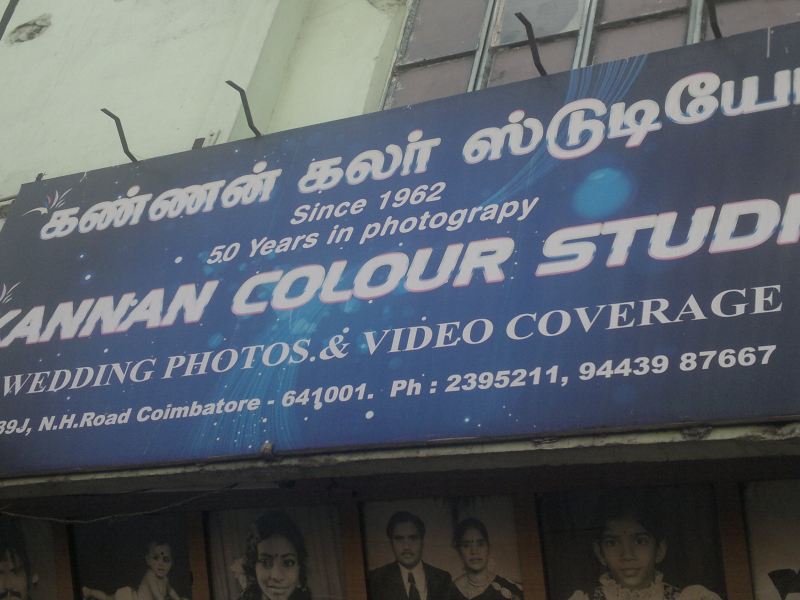 கண்ணன் கலர் ஸ்டுடியோ
Since 1962
50 Years in photograpy
KANNAN COLOUR STUDI
WEDDING PHOTOS & VIDEO COVERAGE
39J, N.H.Road Coimbatore - 641001. Ph : 2395211, 94439 87667